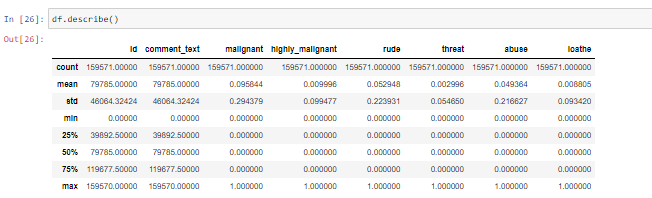 In [26]: df.describe()
Out[26]:
id comment_text malignant highly_malignant rude threat abuse loathe
count 159571.00000 159571.00000 159571.000000 159571.000000 159571.000000 159571.000000 159571.000000 159571.000000
mean 79785.00000 79785.00000 0.095844 0.009996 0.052948 0.002996 0.049364 0.008805
std 46064.32424 46064.32424 0.294379 0.099477 0.223931 0.054650 0.216627 0.093420
min 0.00000 0.00000 0.000000 0.000000 0.000000 0.000000 0.000000 0.000000
25% 39892.50000 39892.50000 0.000000 0.000000 0.000000 0.000000 0.000000 0.000000
50% 79785.00000 79785.00000 0.000000 0.000000 0.000000 0.000000 0.000000 0.000000
75% 119677.50000 119677.50000 0.000000 0.000000 0.000000 0.000000 0.000000 0.000000
max 159570.00000 159570.00000 1.000000 1.000000 1.000000 1.000000 1.000000 1.000000